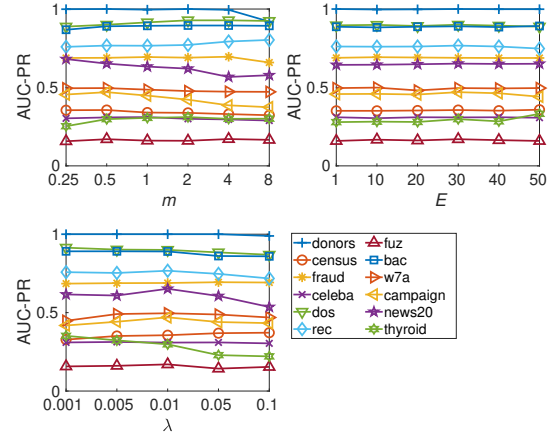 AUC-PR
1
0.5
0
0.25 0.5 1 2 4 8
m
AUC-PR
1
0.5
0
1 10 20 30 40 50
E
AUC-PR
1
0.5
0
0.001 0.005 0.01 0.05 0.1
λ
donors fuz
census bac
fraud w7a
celeba campaign
dos news20
rec thyroid